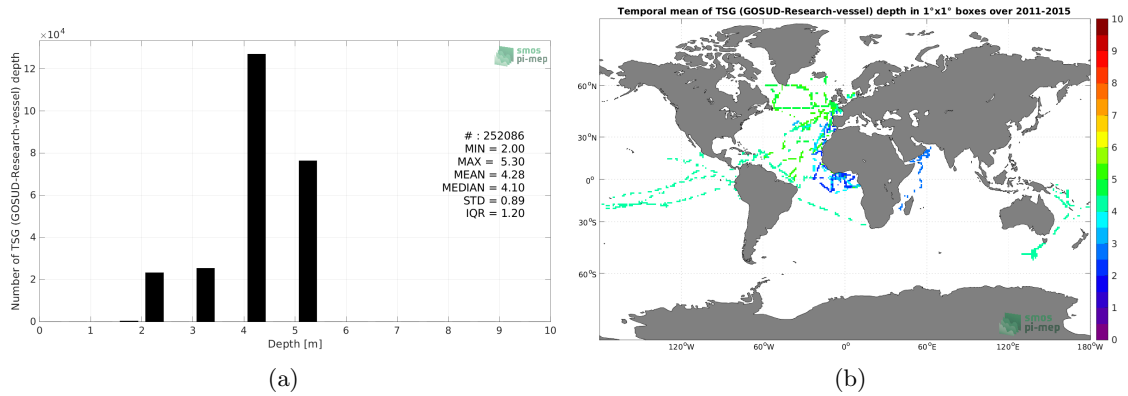 ×10⁴
12
10
8
6
4
2
0
Number of TSG (GOSUD-Research-vessel) depth
0 1 2 3 4 5 6 7 8 9 10
Depth [m]
smos
pi-mep
# : 252086
MIN = 2.00
MAX = 5.30
MEAN = 4.28
MEDIAN = 4.10
STD = 0.89
IQR = 1.20
(a)
Temporal mean of TSG (GOSUD-Research-vessel) depth in 1°x1° boxes over 2011-2015
60°N
30°N
0°
30°S
60°S
120°W 60°W 0° 60°E 120°E 180°W
smos
pi-mep
10
9
8
7
6
5
4
3
2
1
0
(b)